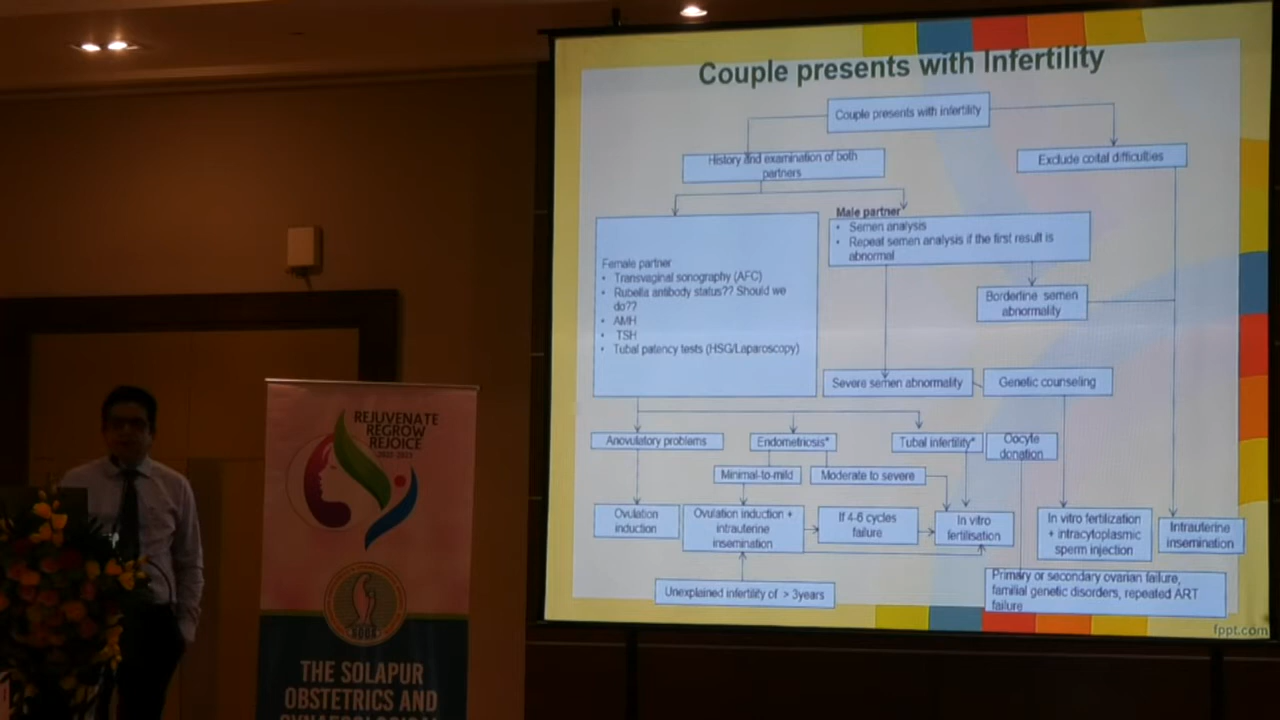 Couple presents with Infertility
Couple presents with infertility
History and examination of both
partners
Exclude coital difficulties
Female partner
• Transvaginal sonography (AFC)
• Rubella antibody status?? Should we
do??
• AMH
• TSH
• Tubal patency tests (HSG/Laparoscopy)
Male partner
• Semen analysis
• Repeat semen analysis if the first result is
abnormal
Borderline semen
abnormality
Severe semen abnormality
Genetic counseling
Anovulatory problems
Endometriosis*
Tubal infertility*
Oocyte
donation
Minimal-to-mild
Moderate to severe
Ovulation
induction
Ovulation induction +
intrauterine
insemination
If 4-6 cycles
failure
In vitro
fertilisation
In vitro fertilization
+ intracytoplasmic
sperm injection
Intrauterine
insemination
Unexplained infertility of > 3years
Primary or secondary ovarian failure,
familial genetic disorders, repeated ART
failure
fppt.com
REJUVENATE
REGROW
REJOICE
2022-2023
SOGS
THE SOLAPUR
OBSTETRICS AND
GYNAECOLOGICAL